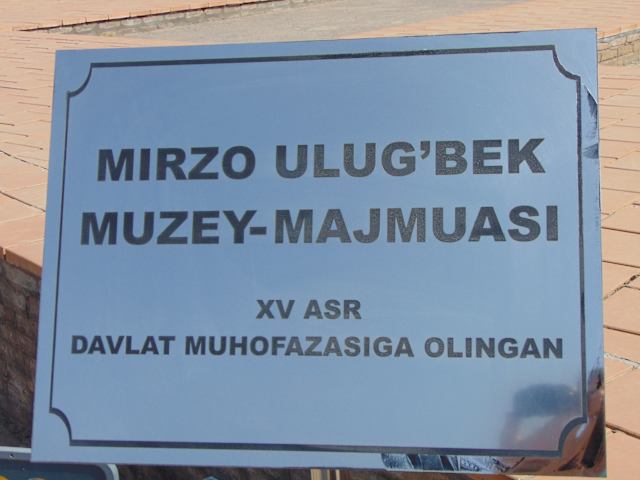 MIRZO ULUG'BEK
MUZEY-MAJMUASI
XV ASR
DAVLAT MUHOFAZASIGA OLINGAN